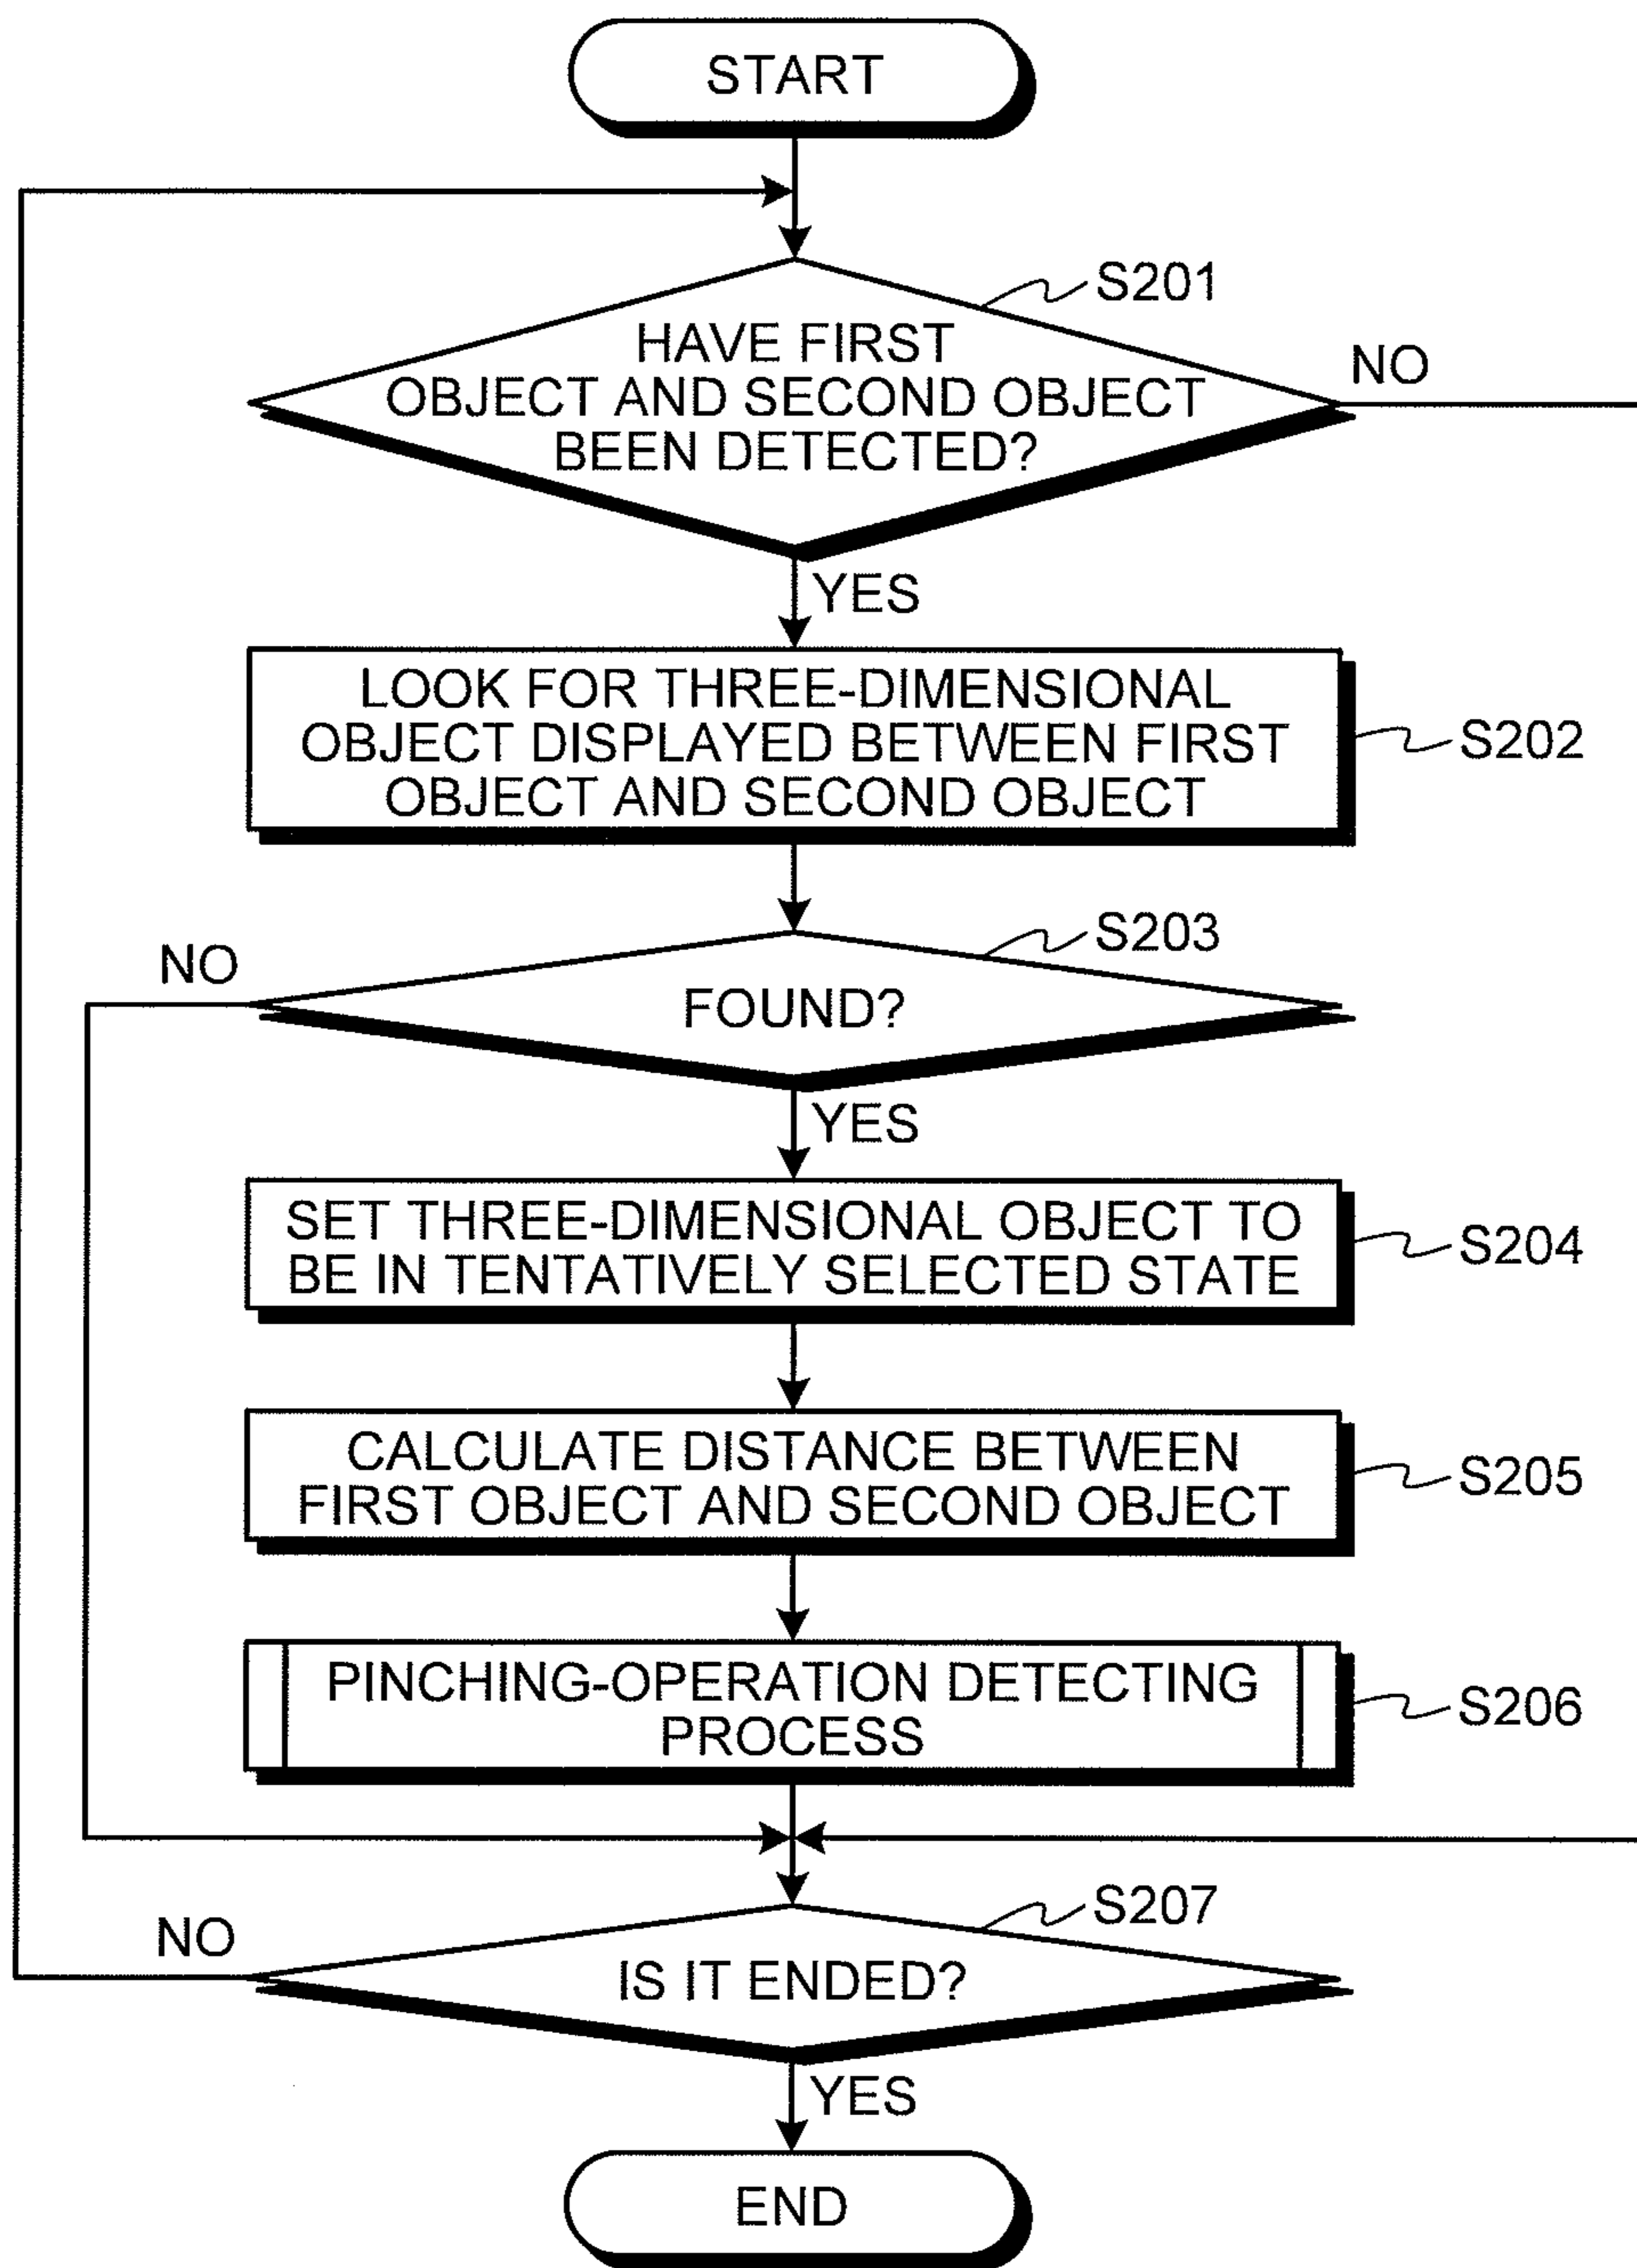 START
S201
HAVE FIRST
OBJECT AND SECOND OBJECT
BEEN DETECTED?
NO
YES
LOOK FOR THREE-DIMENSIONAL
OBJECT DISPLAYED BETWEEN FIRST
OBJECT AND SECOND OBJECT
S202
S203
NO
FOUND?
YES
SET THREE-DIMENSIONAL OBJECT TO
BE IN TENTATIVELY SELECTED STATE
S204
CALCULATE DISTANCE BETWEEN
FIRST OBJECT AND SECOND OBJECT
S205
PINCHING-OPERATION DETECTING
PROCESS
S206
S207
NO
IS IT ENDED?
YES
END